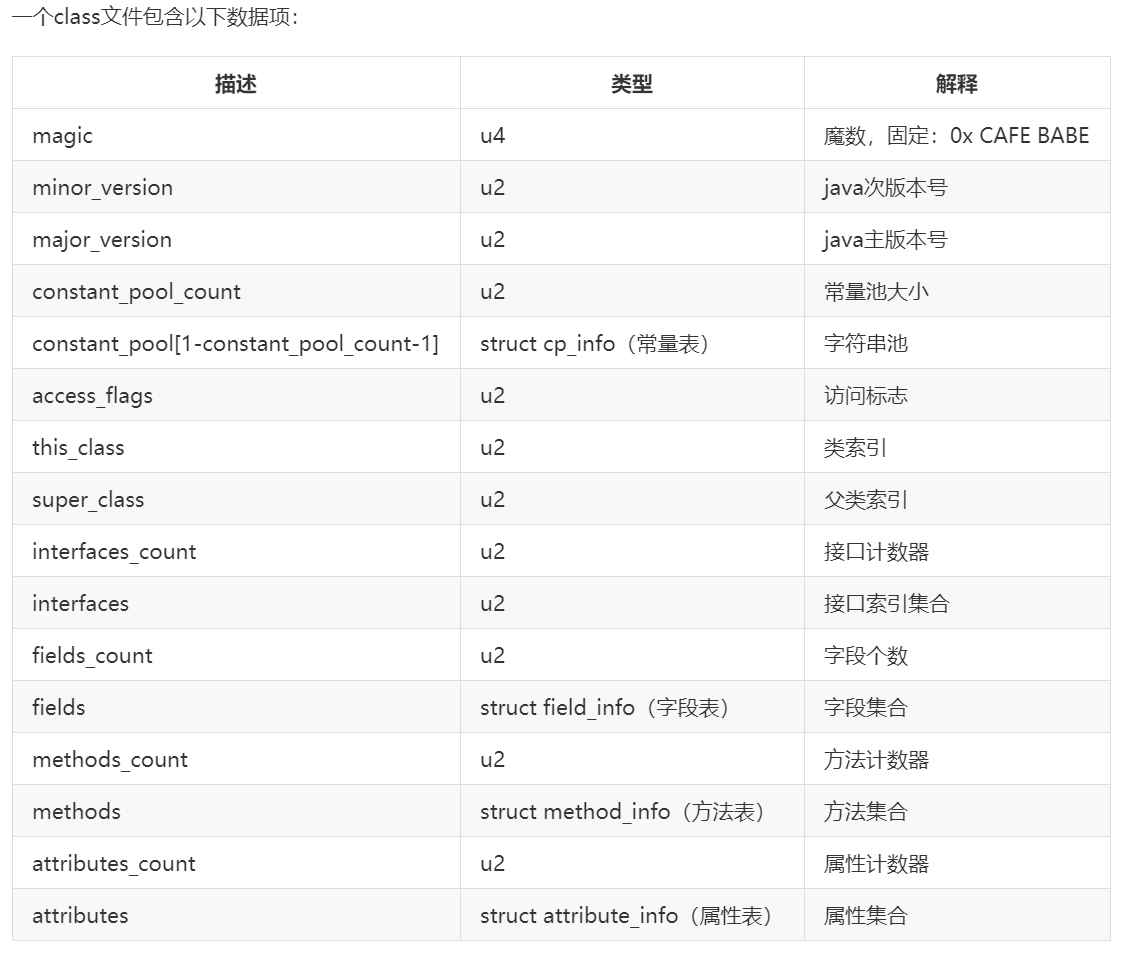 一个class文件包含以下数据项：
描述 类型 解释
magic u4 魔数，固定：0x CAFE BABE
minor_version u2 java次版本号
major_version u2 java主版本号
constant_pool_count u2 常量池大小
constant_pool[1-constant_pool_count-1] struct cp_info（常量表） 字符串池
access_flags u2 访问标志
this_class u2 类索引
super_class u2 父类索引
interfaces_count u2 接口计数器
interfaces u2 接口索引集合
fields_count u2 字段个数
fields struct field_info（字段表） 字段集合
methods_count u2 方法计数器
methods struct method_info（方法表） 方法集合
attributes_count u2 属性计数器
attributes struct attribute_info（属性表） 属性集合